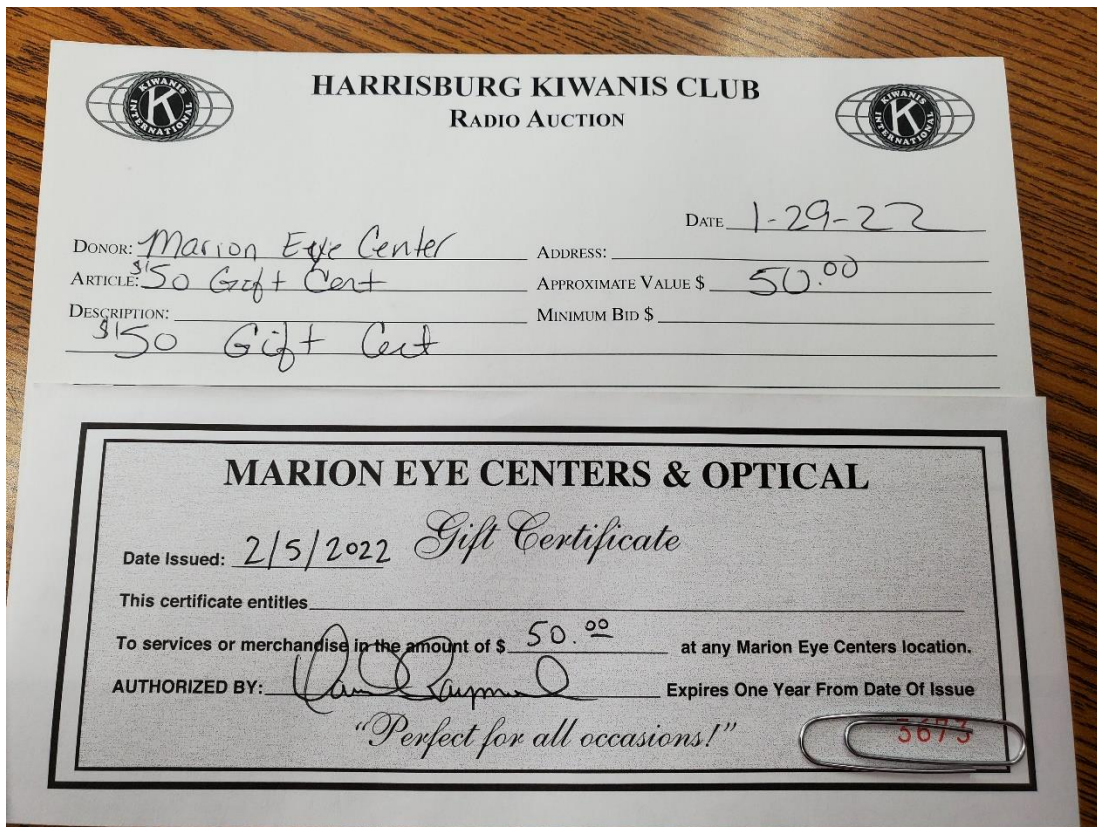 KIWANIS INTERNATIONAL
K
HARRISBURG KIWANIS CLUB
RADIO AUCTION
KIWANIS INTERNATIONAL
K
DATE 1-29-22
DONOR: Marion Eye Center
ADDRESS:
ARTICLE: $50 Gift Cert
APPROXIMATE VALUE $ 50.00
DESCRIPTION:
MINIMUM BID $
$50 Gift Cert
MARION EYE CENTERS & OPTICAL
Gift Certificate
Date Issued: 2/5/2022
This certificate entitles
To services or merchandise in the amount of $ 50.00 at any Marion Eye Centers location.
AUTHORIZED BY:
Expires One Year From Date Of Issue
"Perfect for all occasions!"
3673